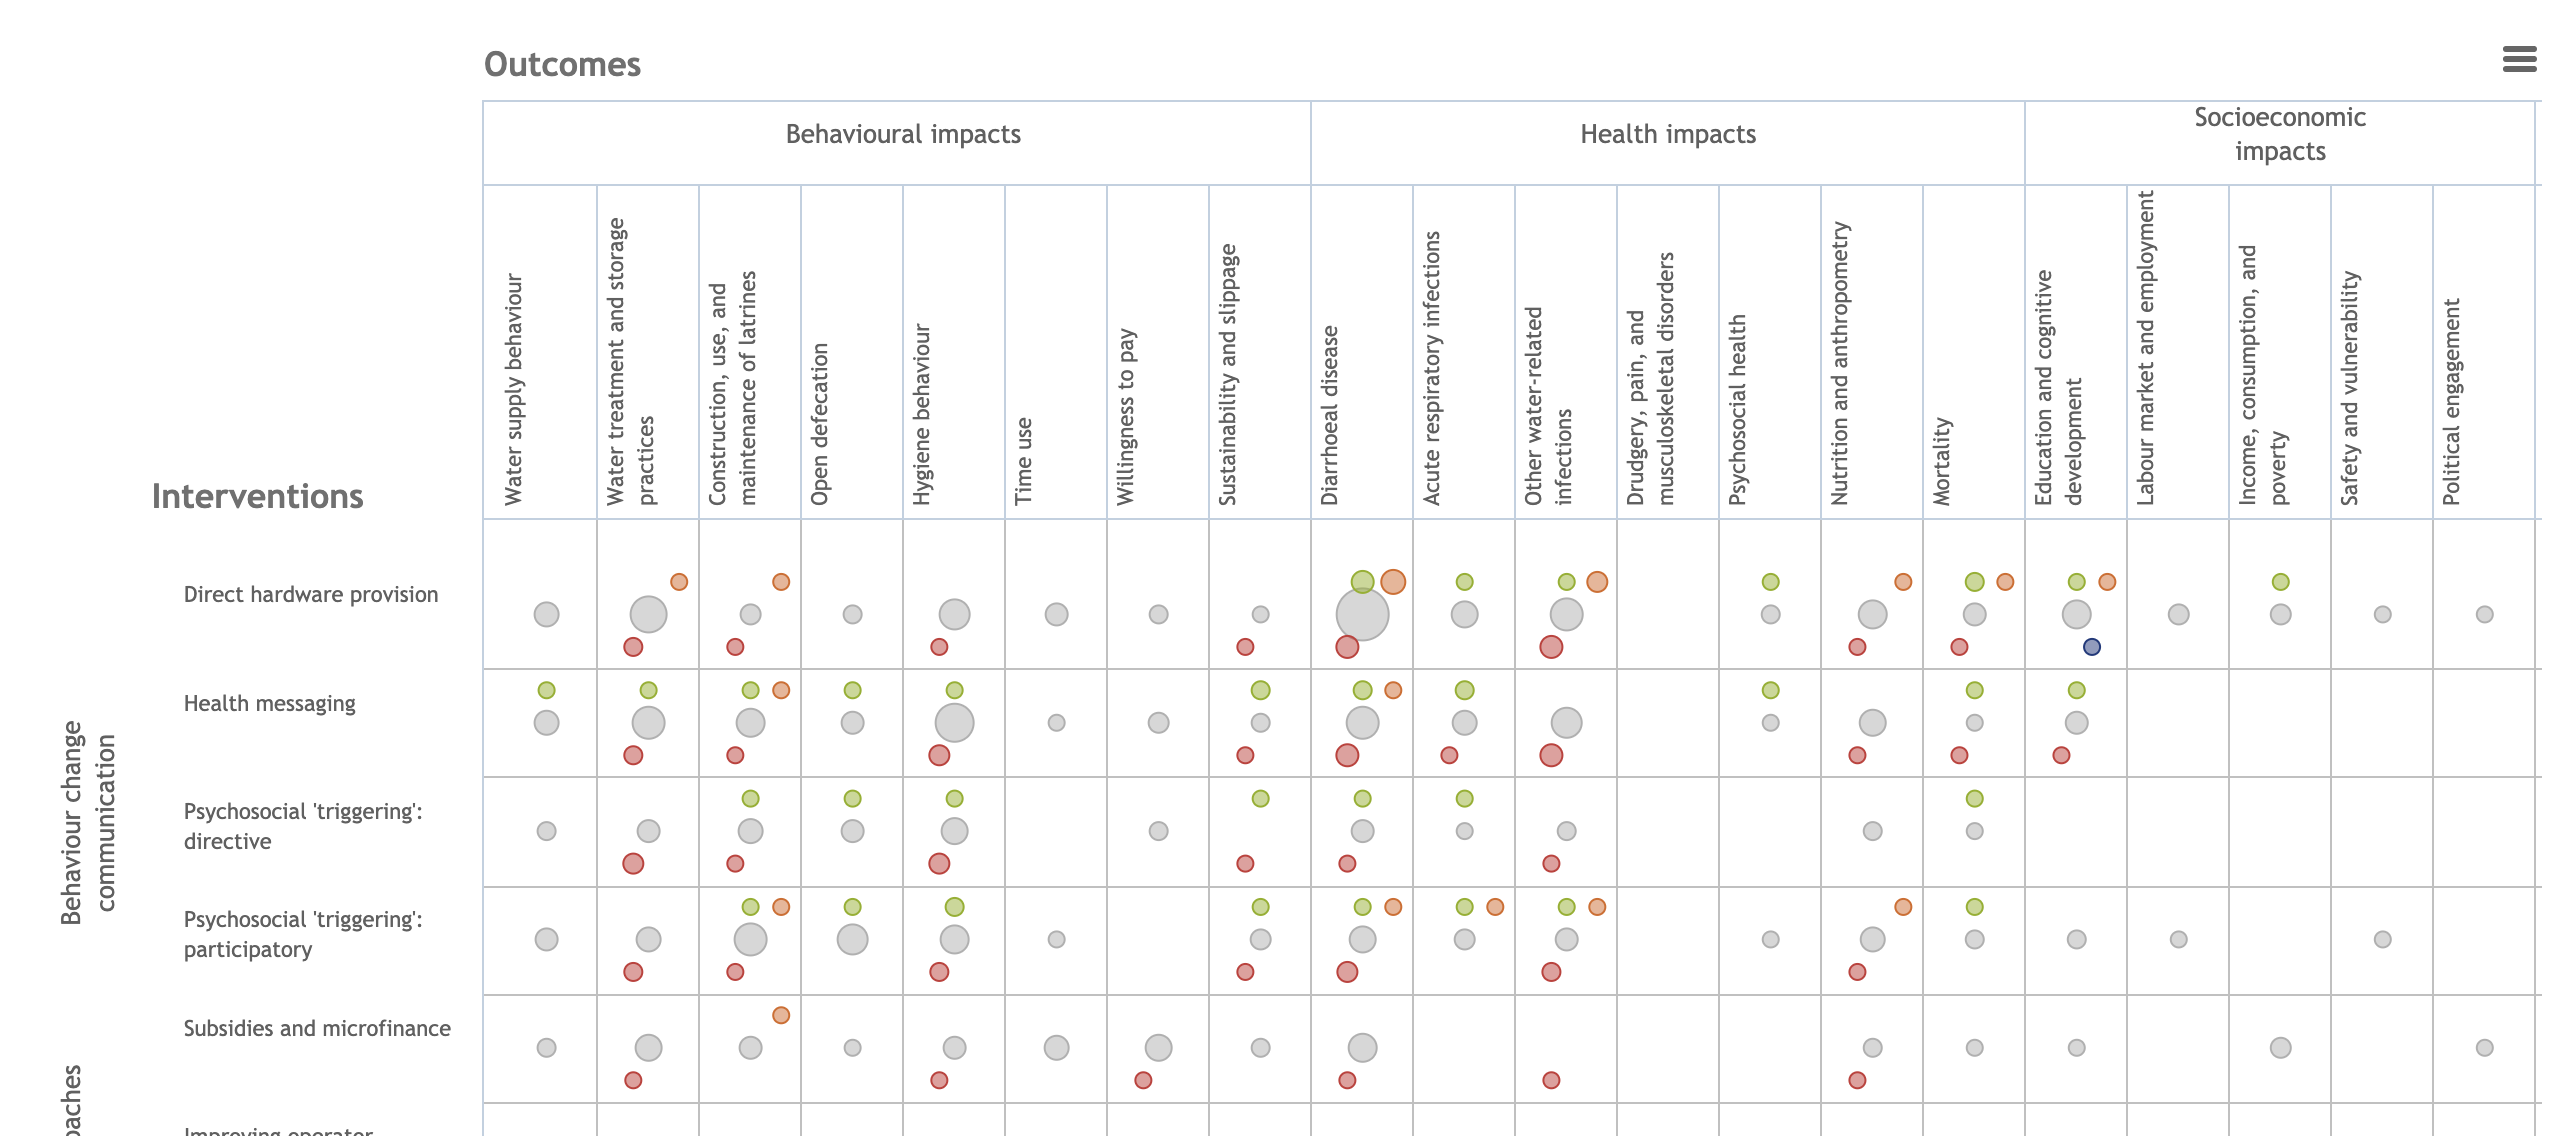 Outcomes
Behavioural impacts
Health impacts
Socioeconomic
impacts
Water supply behaviour
Water treatment and storage
practices
Construction, use, and
maintenance of latrines
Open defecation
Hygiene behaviour
Time use
Willingness to pay
Sustainability and slippage
Diarrhoeal disease
Acute respiratory infections
Other water-related
infections
Drudgery, pain, and
musculoskeletal disorders
Psychosocial health
Nutrition and anthropometry
Mortality
Education and cognitive
development
Labour market and employment
Income, consumption, and
poverty
Safety and vulnerability
Political engagement
Interventions
Direct hardware provision
Behaviour change
communication
Health messaging
Psychosocial 'triggering':
directive
Psychosocial 'triggering':
participatory
Subsidies and microfinance
Improving operator